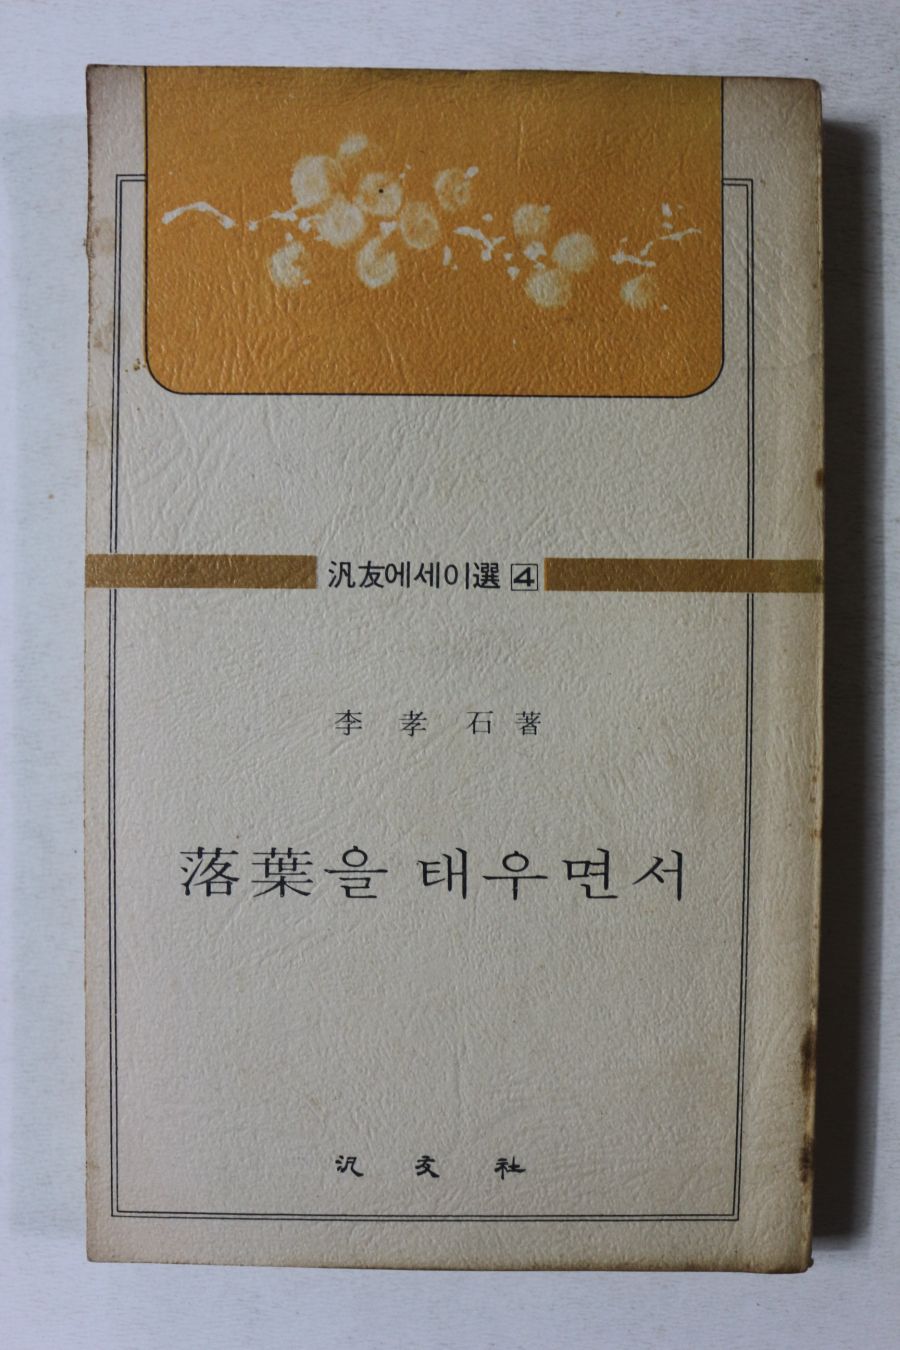 汎友에세이選 4
李孝石 著
落葉을 태우면서
汎友社